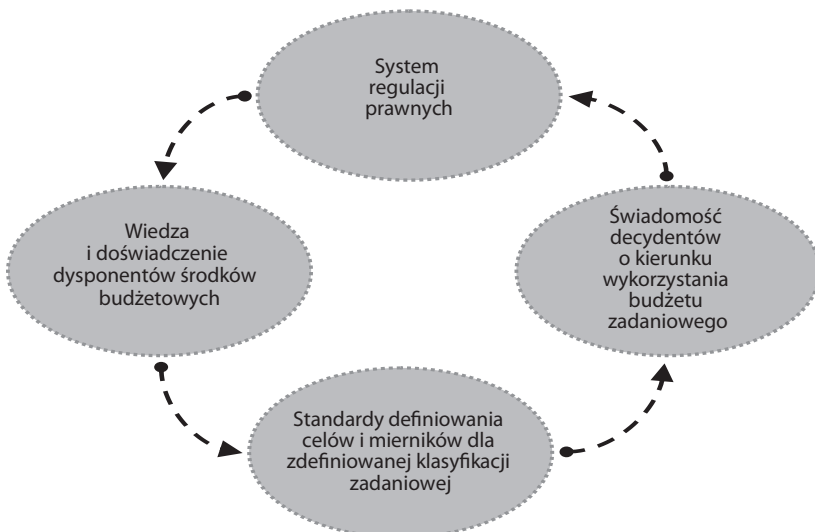 System
regulacji
prawnych
Wiedza
i doświadczenie
dysponentów środków
budżetowych
Świadomość
decydentów
o kierunku
wykorzystania
budżetu
zadaniowego
Standardy definiowania
celów i mierników dla
zdefiniowanej klasyfikacji
zadaniowej